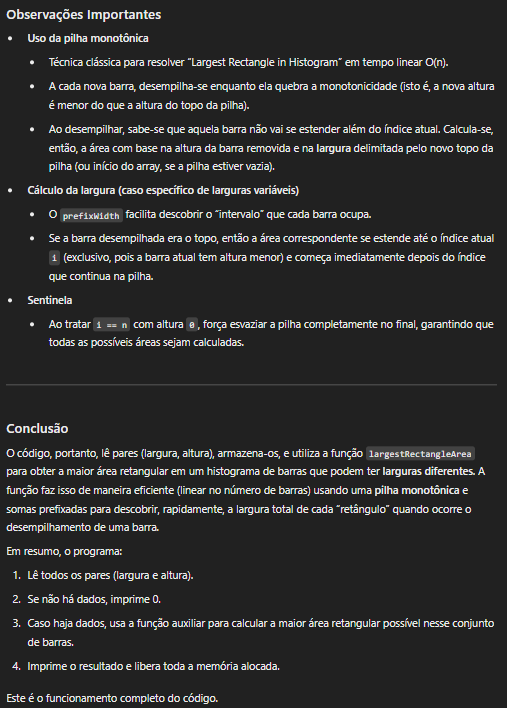 Observações Importantes
• Uso da pilha monotônica
• Técnica clássica para resolver “Largest Rectangle in Histogram” em tempo linear O(n).
• A cada nova barra, desempilha-se enquanto ela quebra a monotonicidade (isto é, a nova altura
é menor do que a altura do topo da pilha).
• Ao desempilhar, sabe-se que aquela barra não vai se estender além do índice atual. Calcula-se,
então, a área com base na altura da barra removida e na largura delimitada pelo novo topo da
pilha (ou início do array, se a pilha estiver vazia).
• Cálculo da largura (caso específico de larguras variáveis)
• O prefixWidth facilita descobrir o “intervalo” que cada barra ocupa.
• Se a barra desempilhada era o topo, então a área correspondente se estende até o índice atual
i (exclusivo, pois a barra atual tem altura menor) e começa imediatamente depois do índice
que continua na pilha.
• Sentinela
• Ao tratar i == n com altura 0, força esvaziar a pilha completamente no final, garantindo que
todas as possíveis áreas sejam calculadas.
Conclusão
O código, portanto, lê pares (largura, altura), armazena-os, e utiliza a função largestRectangleArea
para obter a maior área retangular em um histograma de barras que podem ter larguras diferentes. A
função faz isso de maneira eficiente (linear no número de barras) usando uma pilha monotônica e
somas prefixadas para descobrir, rapidamente, a largura total de cada “retângulo” quando ocorre o
desempilhamento de uma barra.
Em resumo, o programa:
1. Lê todos os pares (largura e altura).
2. Se não há dados, imprime 0.
3. Caso haja dados, usa a função auxiliar para calcular a maior área retangular possível nesse conjunto
de barras.
4. Imprime o resultado e libera toda a memória alocada.
Este é o funcionamento completo do código.